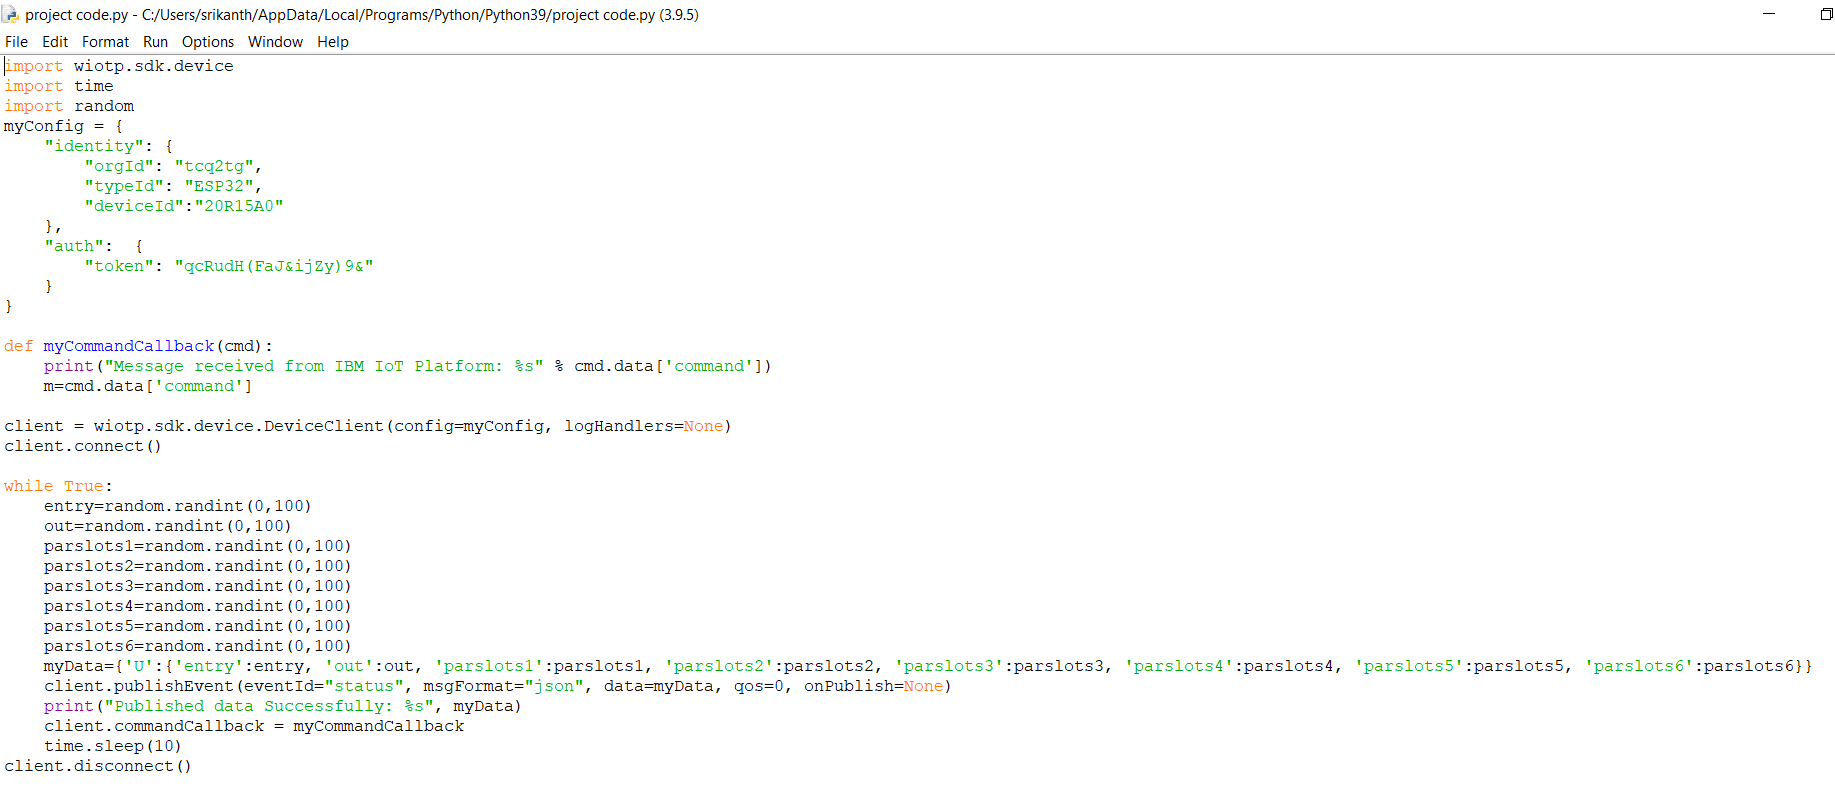 project code.py - C:/Users/srikanth/AppData/Local/Programs/Python/Python39/project code.py (3.9.5)
File Edit Format Run Options Window Help
import wiotp.sdk.device
import time
import random
myConfig = {
    "identity": {
        "orgId": "tcq2tg",
        "typeId": "ESP32",
        "deviceId":"20R15A0"
    },
    "auth":  {
        "token": "qcRudH(FaJ&ijZy)9&"
    }
}

def myCommandCallback(cmd):
    print("Message received from IBM IoT Platform: %s" % cmd.data['command'])
    m=cmd.data['command']

client = wiotp.sdk.device.DeviceClient(config=myConfig, logHandlers=None)
client.connect()

while True:
    entry=random.randint(0,100)
    out=random.randint(0,100)
    parslots1=random.randint(0,100)
    parslots2=random.randint(0,100)
    parslots3=random.randint(0,100)
    parslots4=random.randint(0,100)
    parslots5=random.randint(0,100)
    parslots6=random.randint(0,100)
    myData={'U':{'entry':entry, 'out':out, 'parslots1':parslots1, 'parslots2':parslots2, 'parslots3':parslots3, 'parslots4':parslots4, 'parslots5':parslots5, 'parslots6':parslots6}}
    client.publishEvent(eventId="status", msgFormat="json", data=myData, qos=0, onPublish=None)
    print("Published data Successfully: %s", myData)
    client.commandCallback = myCommandCallback
    time.sleep(10)
client.disconnect()